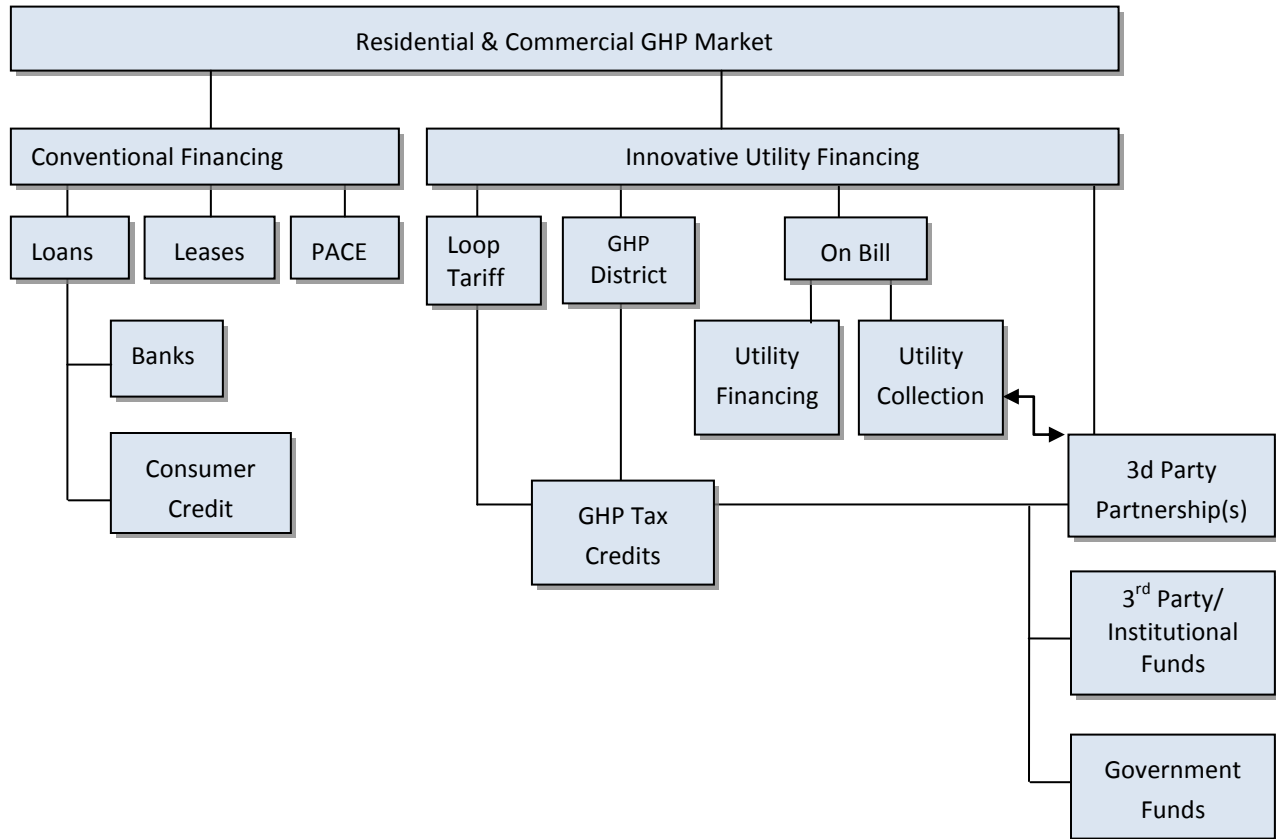 Residential & Commercial GHP Market
Conventional Financing
Innovative Utility Financing
Loans
Leases
PACE
Loop
Tariff
GHP
District
On Bill
Banks
Utility
Financing
Utility
Collection
Consumer
Credit
GHP Tax
Credits
3d Party
Partnership(s)
3rd Party/
Institutional
Funds
Government
Funds